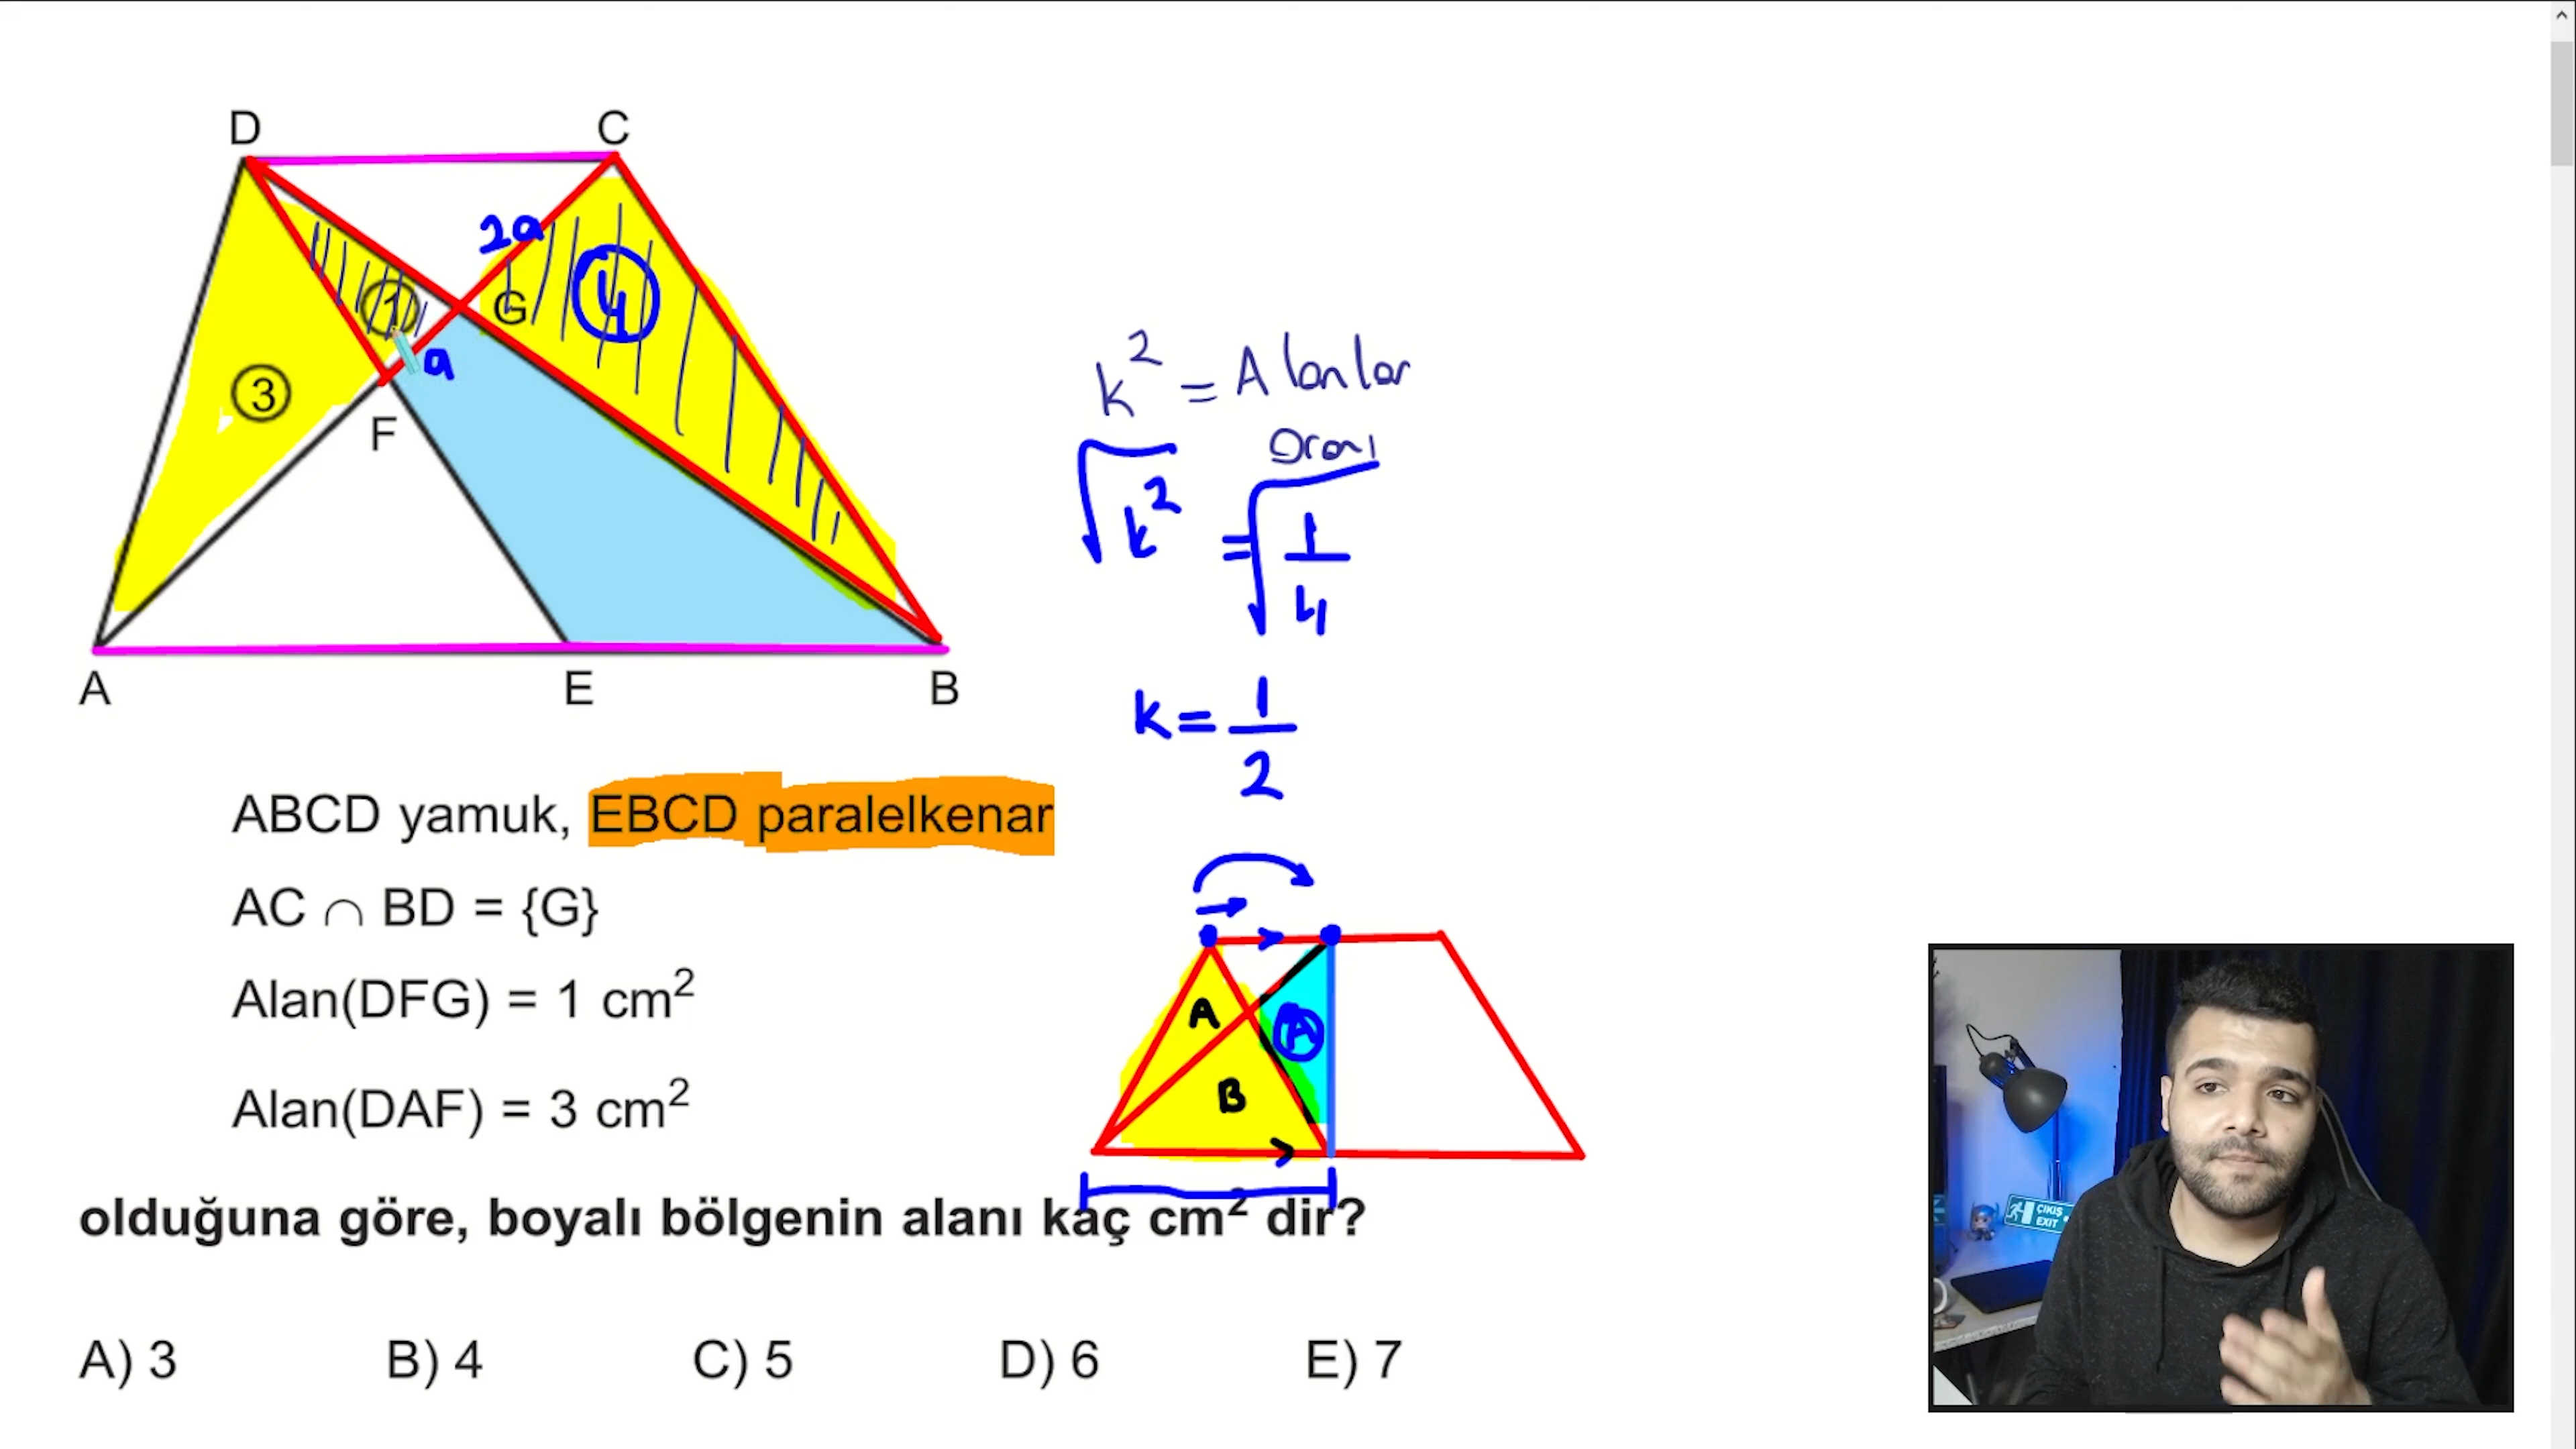 D
C
2a
4
1
G
a
3
F
A
E
B
k² = Alanlar
Oranı
√k² = √1/4
k = 1/2
ABCD yamuk, EBCD paralelkenar
AC ∩ BD = {G}
Alan(DFG) = 1 cm²
Alan(DAF) = 3 cm²
A
A
B
olduğuna göre, boyalı bölgenin alanı kaç cm² dir?
A) 3 B) 4 C) 5 D) 6 E) 7
ÇIKIŞ
EXIT